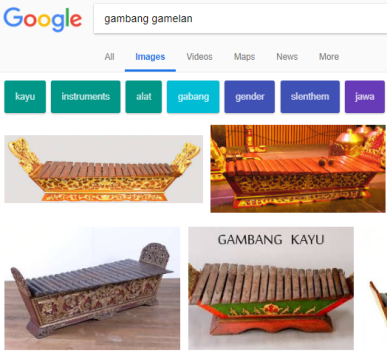 Google
gambang gamelan
All Images Videos Maps News More
kayu instruments alat gabang gender slenthem jawa
GAMBANG KAYU